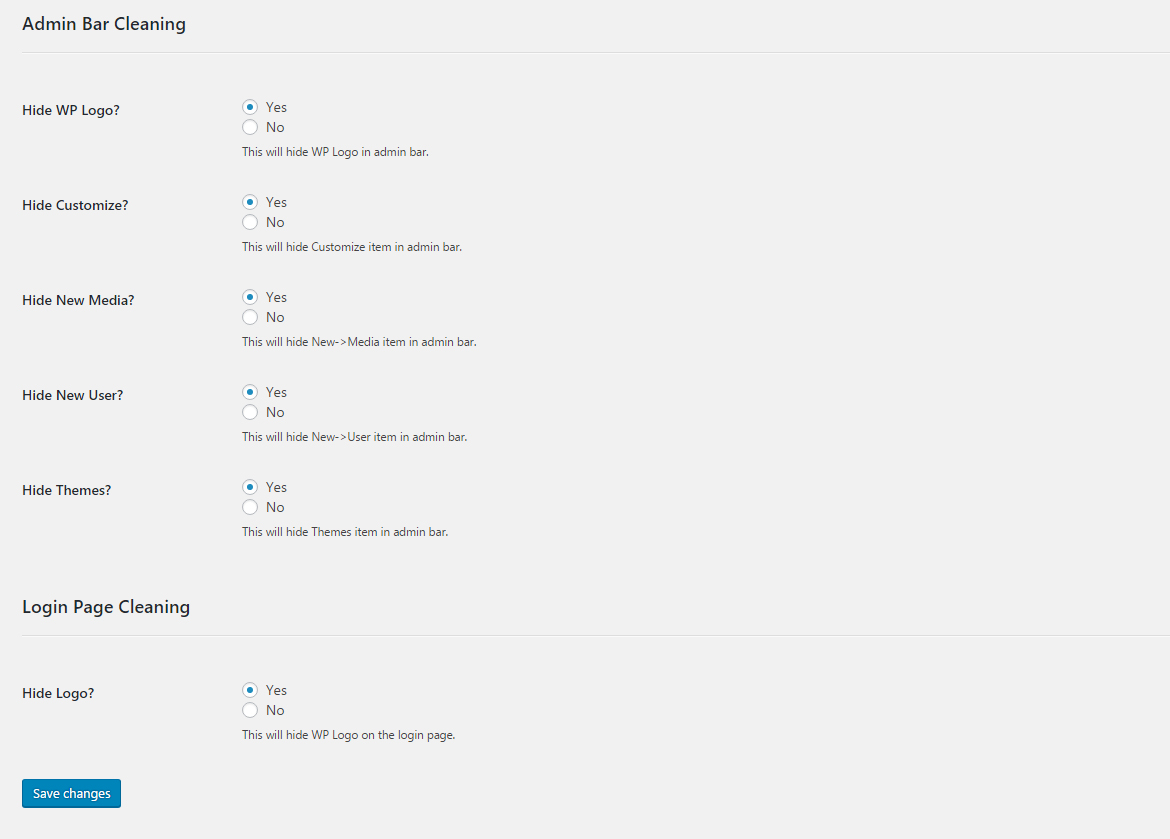 Admin Bar Cleaning
Hide WP Logo?
Yes
No
This will hide WP Logo in admin bar.
Hide Customize?
Yes
No
This will hide Customize item in admin bar.
Hide New Media?
Yes
No
This will hide New->Media item in admin bar.
Hide New User?
Yes
No
This will hide New->User item in admin bar.
Hide Themes?
Yes
No
This will hide Themes item in admin bar.
Login Page Cleaning
Hide Logo?
Yes
No
This will hide WP Logo on the login page.
Save changes